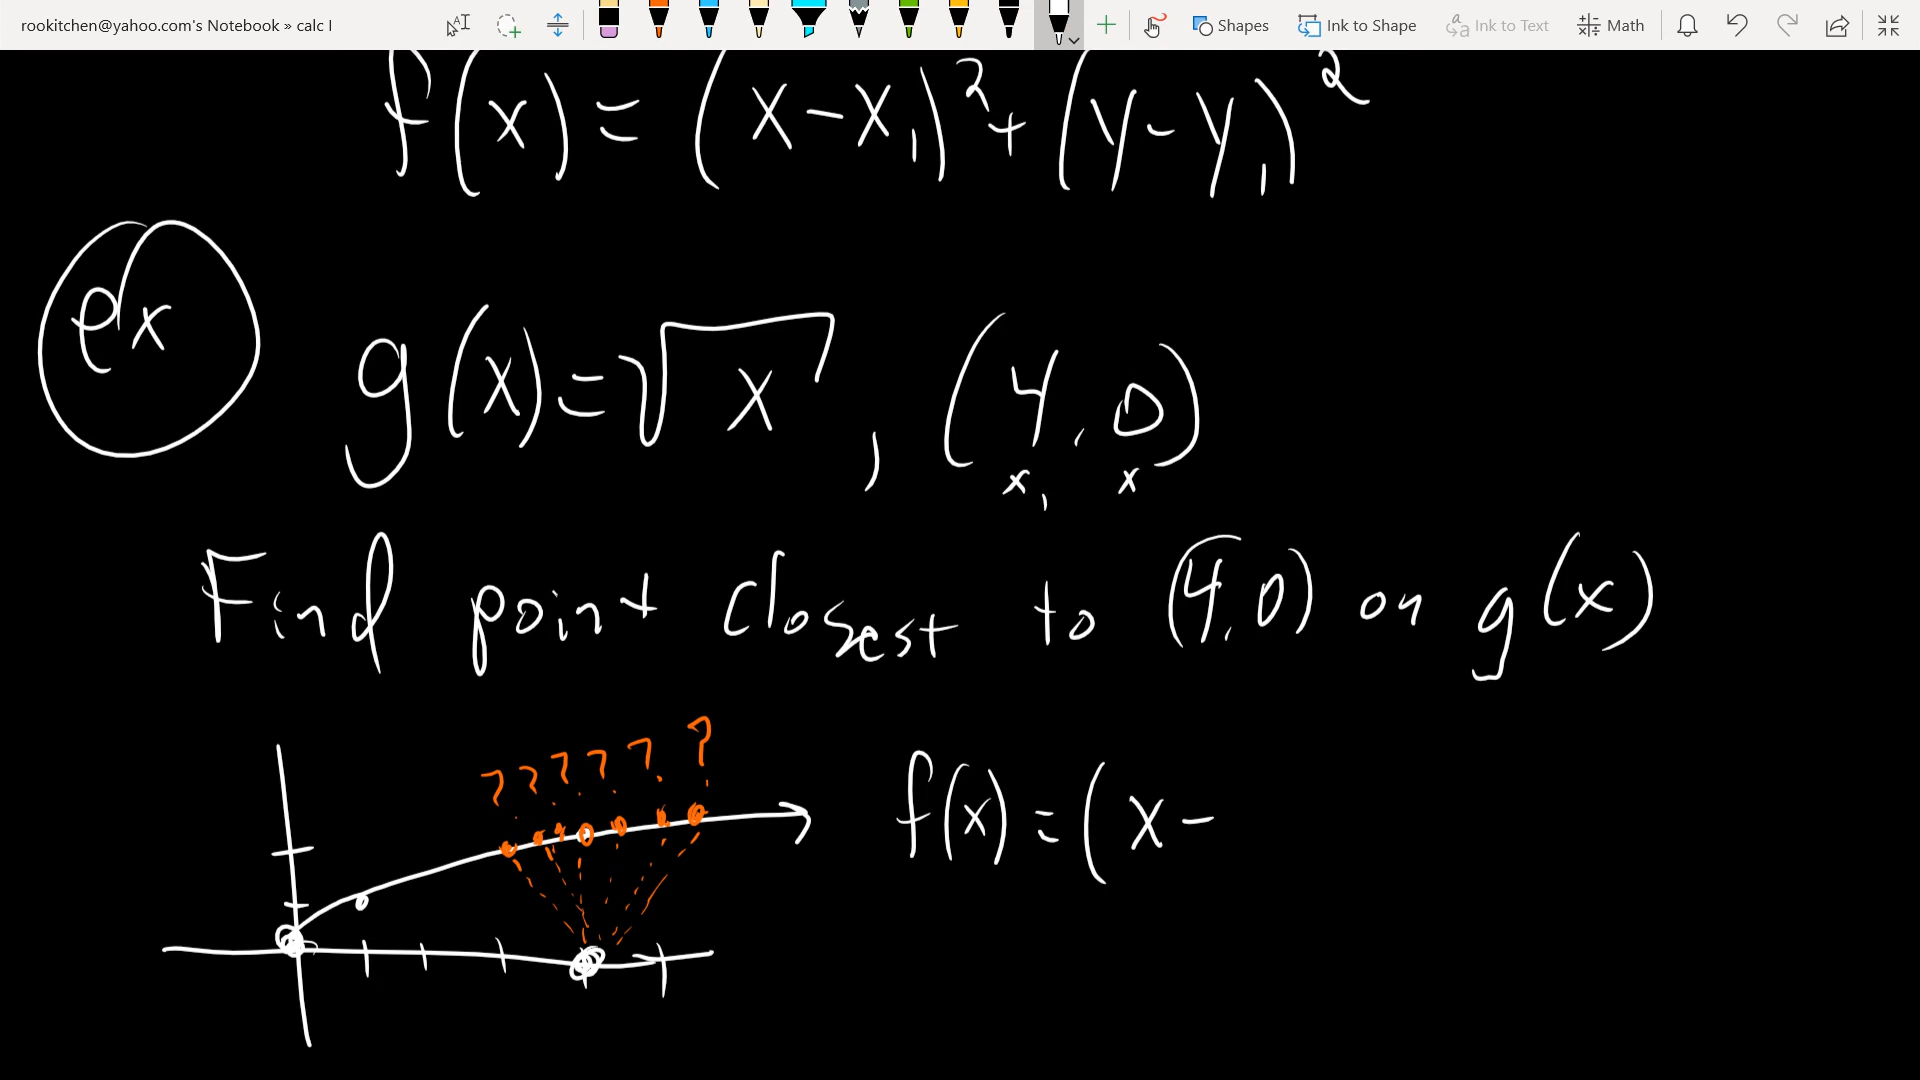 rookitchen@yahoo.com's Notebook » calc I Shapes Ink to Shape Ink to Text Math
f(x) = (x-x₁)²+(y-y₁)²
ex
g(x)=√x, (4,0)
x₁ x
Find point closest to (4,0) on g(x)
? ? ? ? ? ?
f(x) = (x-